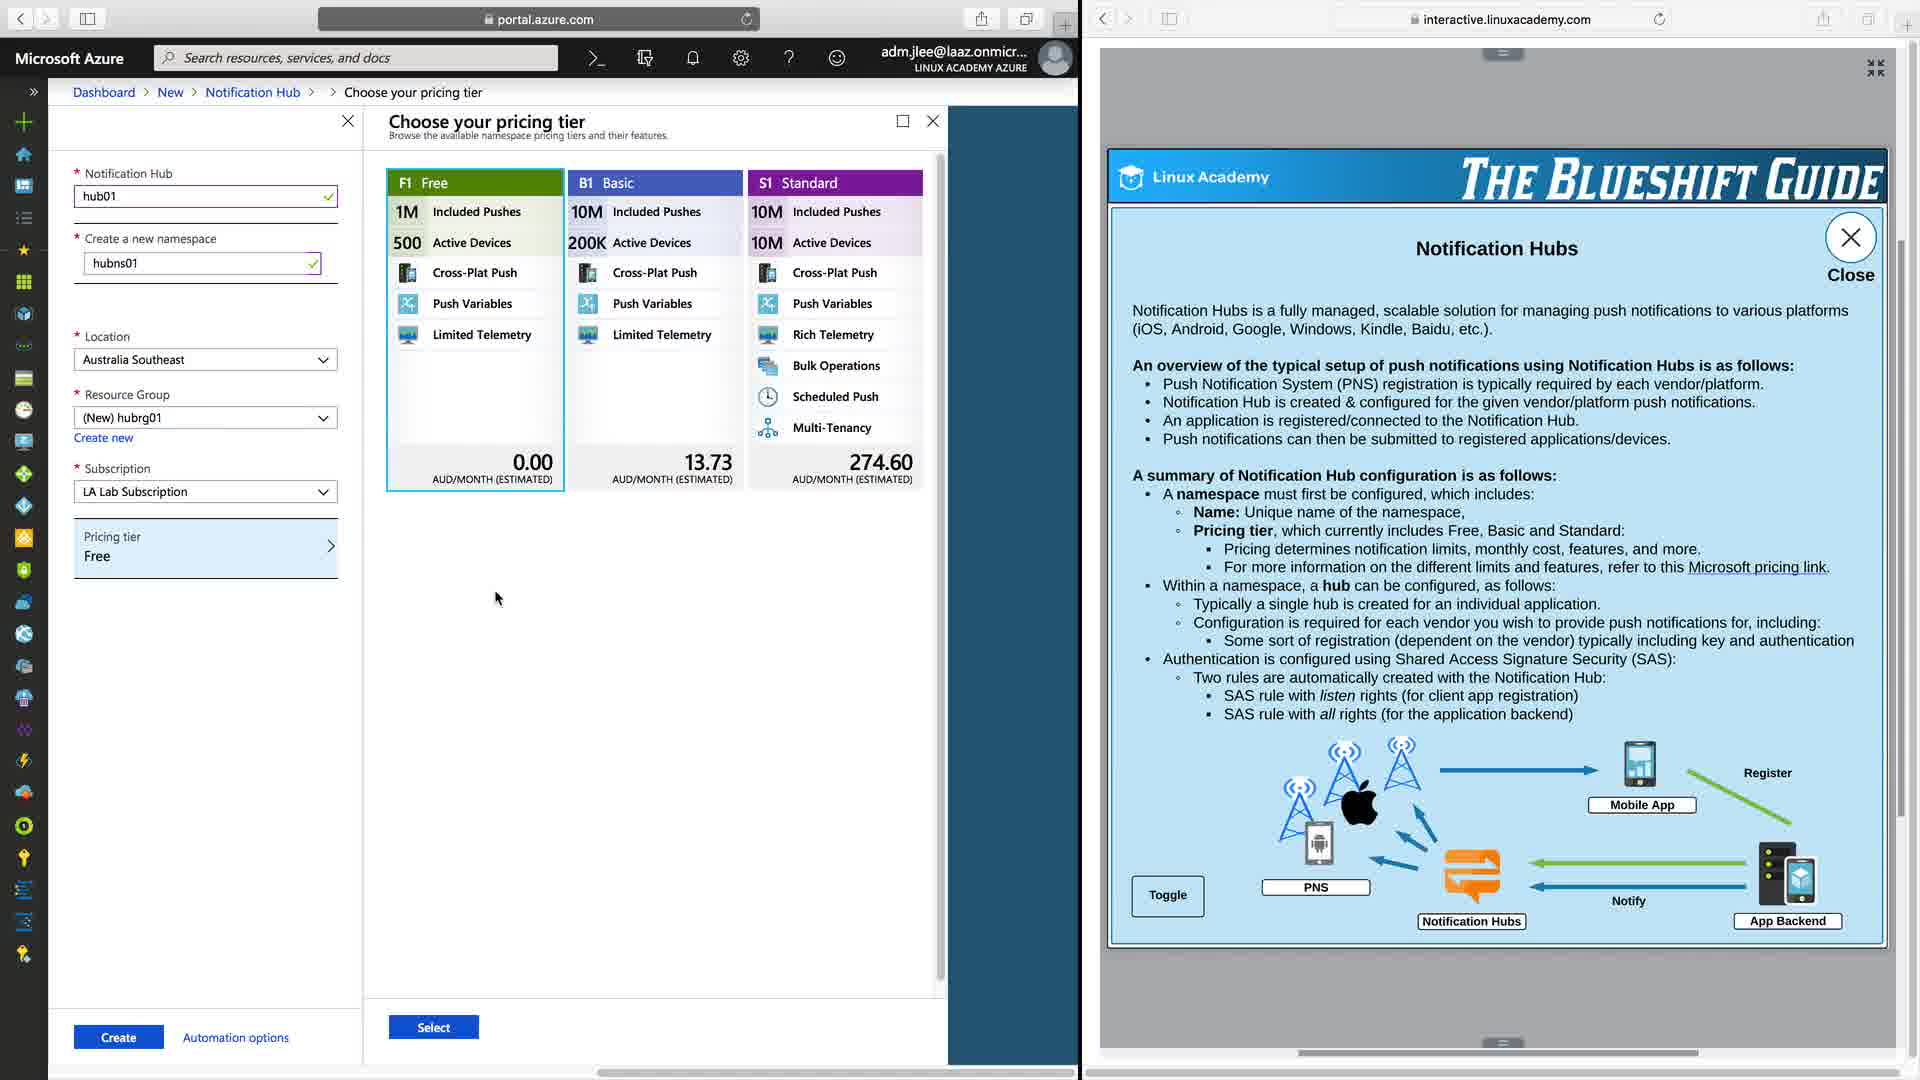 portal.azure.com
Microsoft Azure
Search resources, services, and docs
adm.jlee@laaz.onmicr...
LINUX ACADEMY AZURE
Dashboard > New > Notification Hub > > Choose your pricing tier
* Notification Hub
hub01
* Create a new namespace
hubns01
* Location
Australia Southeast
* Resource Group
(New) hubrg01
Create new
* Subscription
LA Lab Subscription
Pricing tier
Free
Create
Automation options
Choose your pricing tier
Browse the available namespace pricing tiers and their features.
F1 Free
1M Included Pushes
500 Active Devices
Cross-Plat Push
Push Variables
Limited Telemetry
0.00
AUD/MONTH (ESTIMATED)
B1 Basic
10M Included Pushes
200K Active Devices
Cross-Plat Push
Push Variables
Limited Telemetry
13.73
AUD/MONTH (ESTIMATED)
S1 Standard
10M Included Pushes
10M Active Devices
Cross-Plat Push
Push Variables
Rich Telemetry
Bulk Operations
Scheduled Push
Multi-Tenancy
274.60
AUD/MONTH (ESTIMATED)
Select
interactive.linuxacademy.com
Linux Academy
THE BLUESHIFT GUIDE
Notification Hubs
Close
Notification Hubs is a fully managed, scalable solution for managing push notifications to various platforms
(iOS, Android, Google, Windows, Kindle, Baidu, etc.).
An overview of the typical setup of push notifications using Notification Hubs is as follows:
• Push Notification System (PNS) registration is typically required by each vendor/platform.
• Notification Hub is created & configured for the given vendor/platform push notifications.
• An application is registered/connected to the Notification Hub.
• Push notifications can then be submitted to registered applications/devices.
A summary of Notification Hub configuration is as follows:
• A namespace must first be configured, which includes:
◦ Name: Unique name of the namespace,
◦ Pricing tier, which currently includes Free, Basic and Standard:
▪ Pricing determines notification limits, monthly cost, features, and more.
▪ For more information on the different limits and features, refer to this Microsoft pricing link.
• Within a namespace, a hub can be configured, as follows:
◦ Typically a single hub is created for an individual application.
◦ Configuration is required for each vendor you wish to provide push notifications for, including:
▪ Some sort of registration (dependent on the vendor) typically including key and authentication
• Authentication is configured using Shared Access Signature Security (SAS):
◦ Two rules are automatically created with the Notification Hub:
▪ SAS rule with listen rights (for client app registration)
▪ SAS rule with all rights (for the application backend)
Mobile App
Register
PNS
Toggle
Notification Hubs
Notify
App Backend